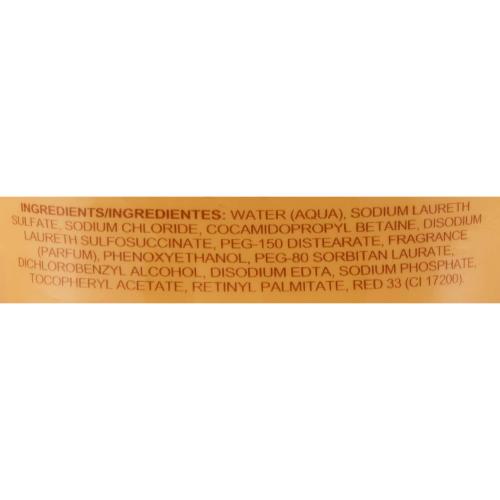 INGREDIENTS/INGREDIENTES: WATER (AQUA), SODIUM LAURETH
SULFATE, SODIUM CHLORIDE, COCAMIDOPROPYL BETAINE, DISODIUM
LAURETH SULFOSUCCINATE, PEG-150 DISTEARATE, FRAGRANCE
(PARFUM), PHENOXYETHANOL, PEG-80 SORBITAN LAURATE,
DICHLOROBENZYL ALCOHOL, DISODIUM EDTA, SODIUM PHOSPHATE,
TOCOPHERYL ACETATE, RETINYL PALMITATE, RED 33 (CI 17200).